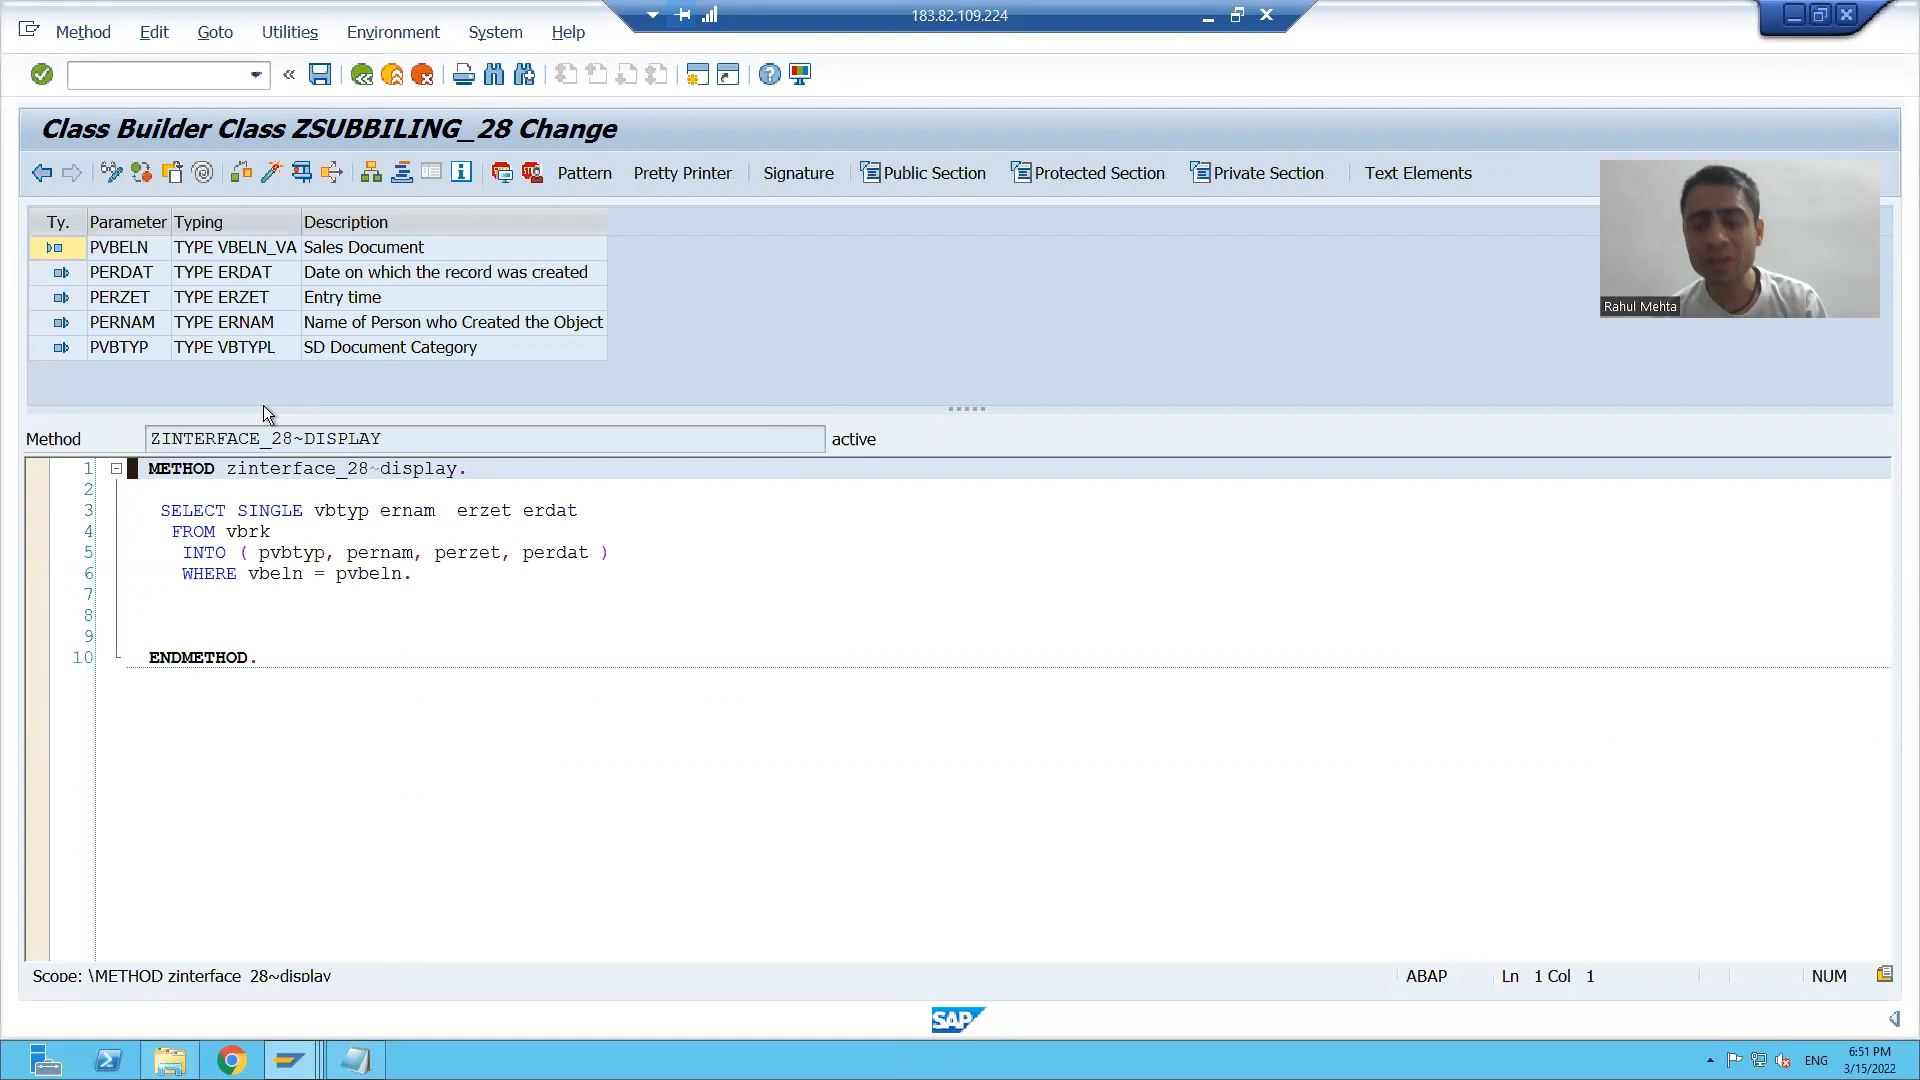 183.82.109.224
Method Edit Goto Utilities Environment System Help
Class Builder Class ZSUBBILING_28 Change
Pattern Pretty Printer Signature Public Section Protected Section Private Section Text Elements
Ty. Parameter Typing Description
PVBELN TYPE VBELN_VA Sales Document
PERDAT TYPE ERDAT Date on which the record was created
PERZET TYPE ERZET Entry time
PERNAM TYPE ERNAM Name of Person who Created the Object
PVBTYP TYPE VBTYPL SD Document Category
Rahul Mehta
Method ZINTERFACE_28~DISPLAY active
1 METHOD zinterface_28~display.
2
3 SELECT SINGLE vbtyp ernam erzet erdat
4 FROM vbrk
5 INTO ( pvbtyp, pernam, perzet, perdat )
6 WHERE vbeln = pvbeln.
7
8
9
10 ENDMETHOD.
Scope: \METHOD zinterface_28~display ABAP Ln 1 Col 1 NUM
SAP
ENG 6:51 PM
3/15/2022